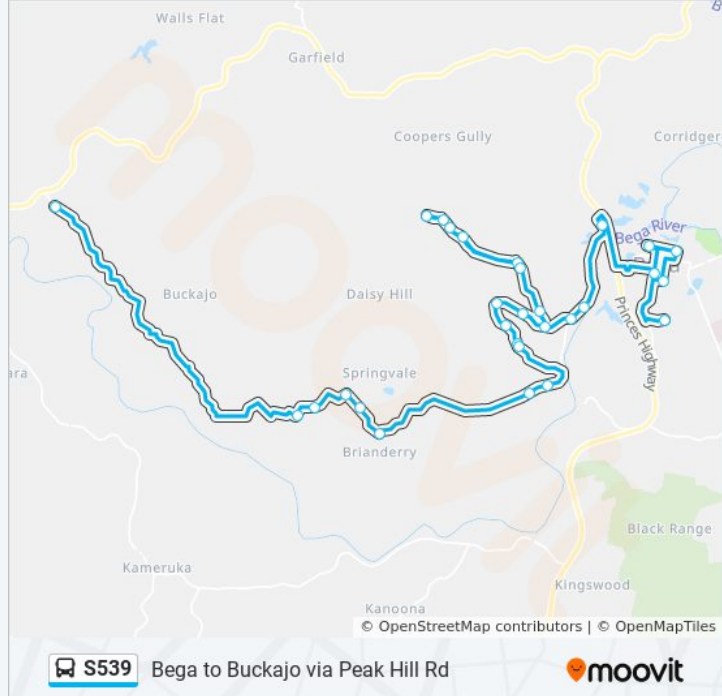 Walls Flat
Garfield
Coopers Gully
Corridger
Bega River
Buckajo
Daisy Hill
Princes Highway
Springvale
ara
Brianderry
Black Range
Kameruka
Kingswood
Kanoona
© OpenStreetMap contributors | © OpenMapTiles
S539 Bega to Buckajo via Peak Hill Rd
moovit
moovit